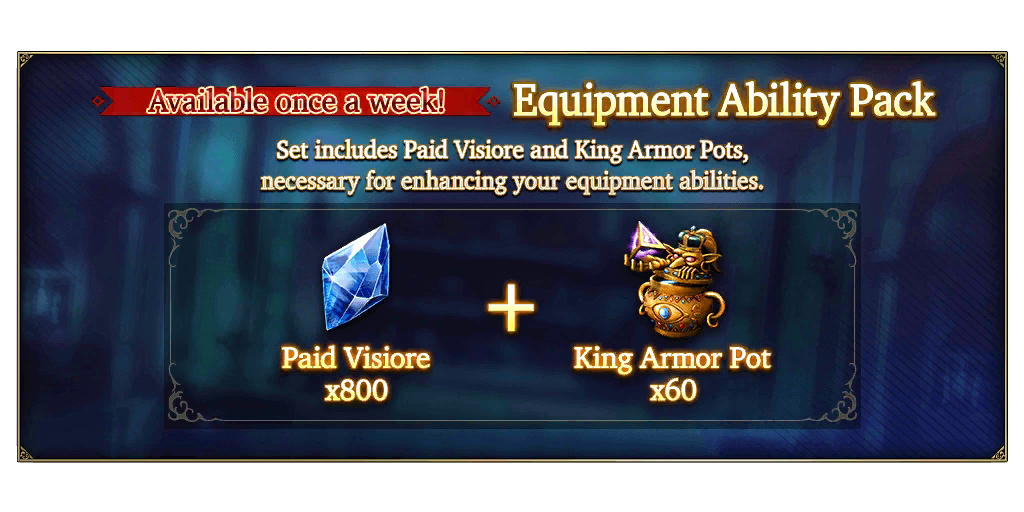 Available once a week!
Equipment Ability Pack
Set includes Paid Visiore and King Armor Pots,
necessary for enhancing your equipment abilities.
Paid Visiore
x800
+
King Armor Pot
x60